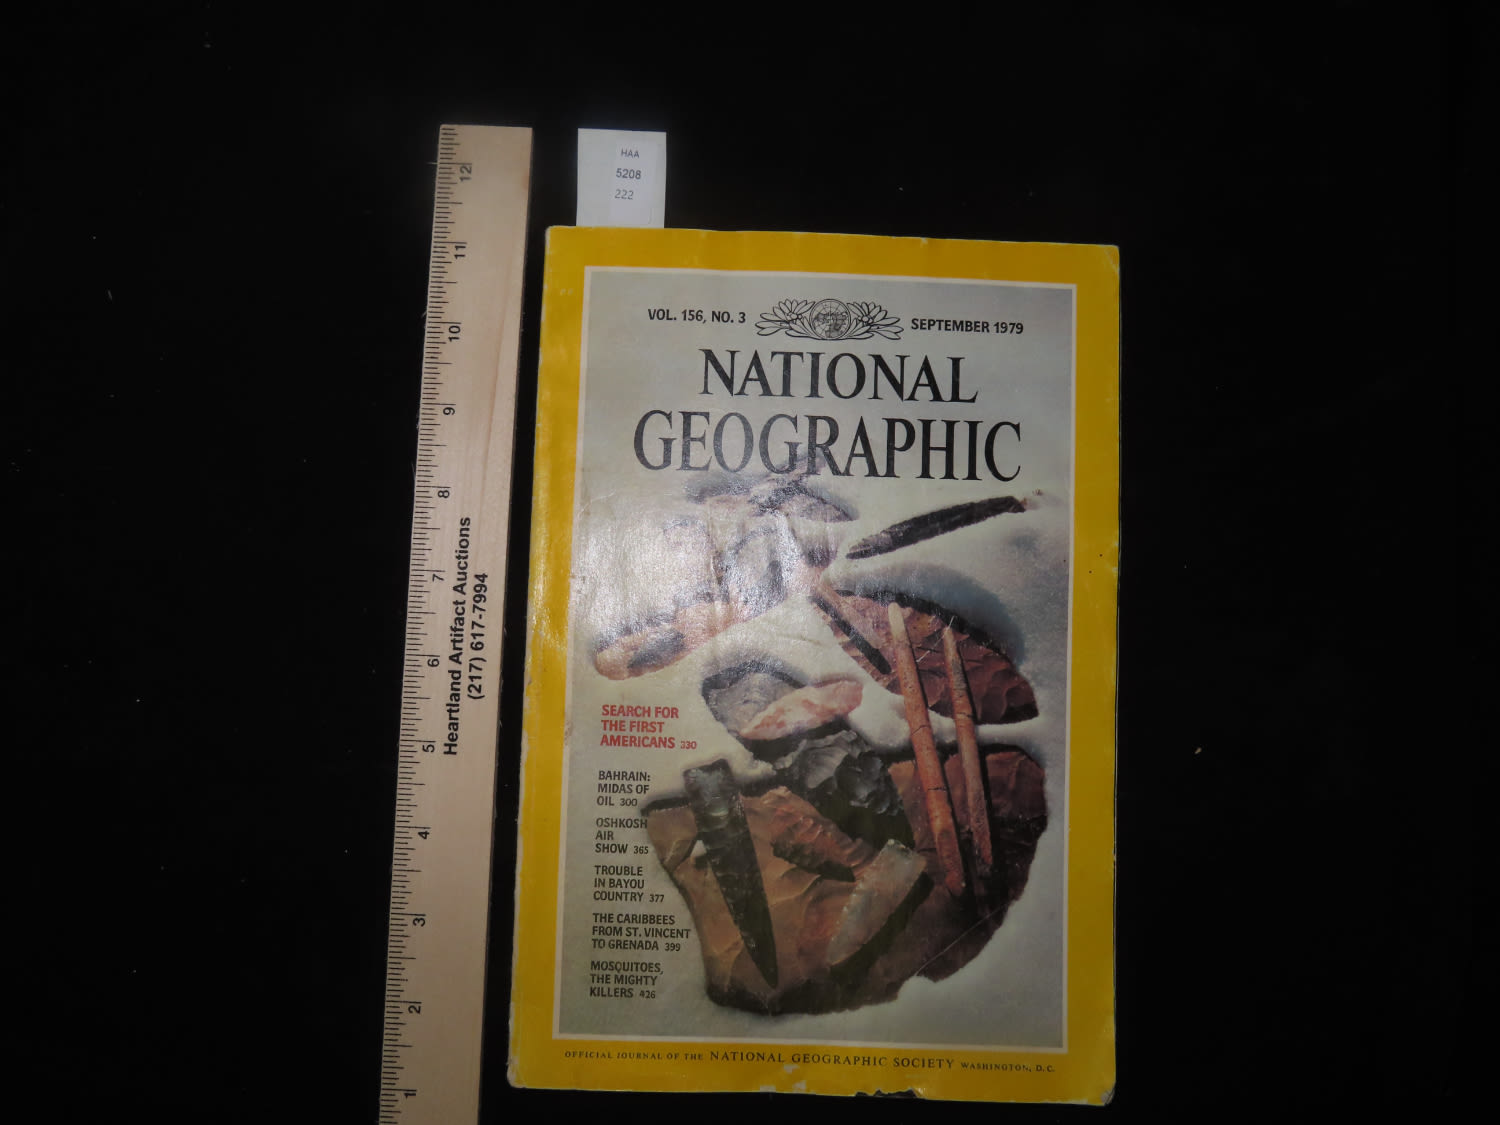 12
11
10
9
8
7
6
5
4
3
2
1
Heartland Artifact Auctions
(217) 617-7994
HAA
5208
222
VOL. 156, NO. 3
SEPTEMBER 1979
NATIONAL
GEOGRAPHIC
SEARCH FOR
THE FIRST
AMERICANS 330
BAHRAIN:
MIDAS OF
OIL 300
OSHKOSH
AIR
SHOW 365
TROUBLE
IN BAYOU
COUNTRY 377
THE CARIBBEES
FROM ST. VINCENT
TO GRENADA 399
MOSQUITOES,
THE MIGHTY
KILLERS 426
OFFICIAL JOURNAL OF THE NATIONAL GEOGRAPHIC SOCIETY WASHINGTON, D.C.